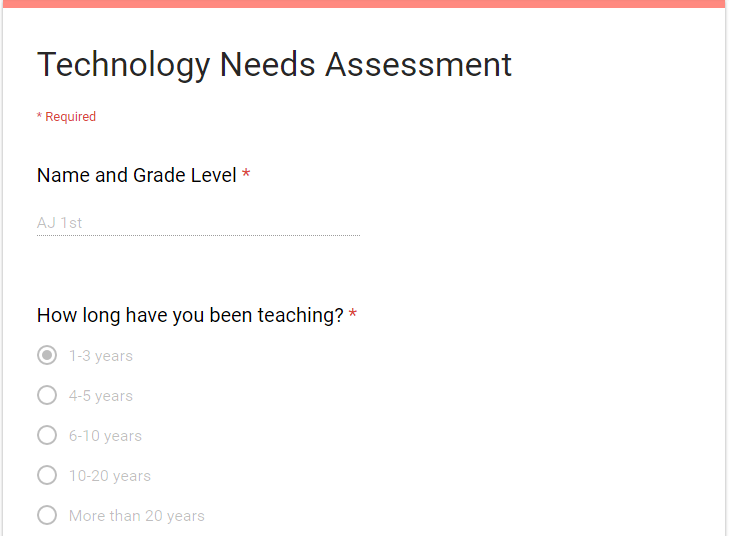 Technology Needs Assessment
* Required
Name and Grade Level *
AJ 1st
How long have you been teaching? *
1-3 years
4-5 years
6-10 years
10-20 years
More than 20 years